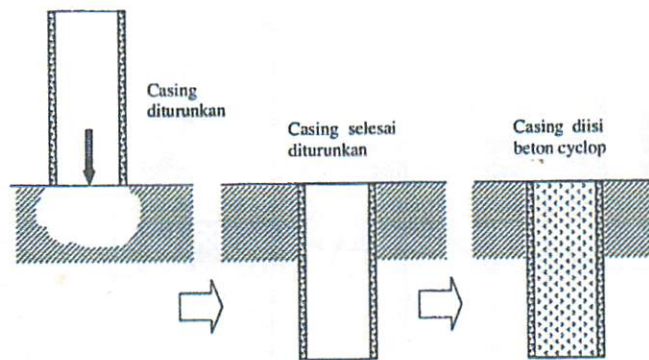 Casing
diturunkan
Casing selesai
diturunkan
Casing diisi
beton cyclop